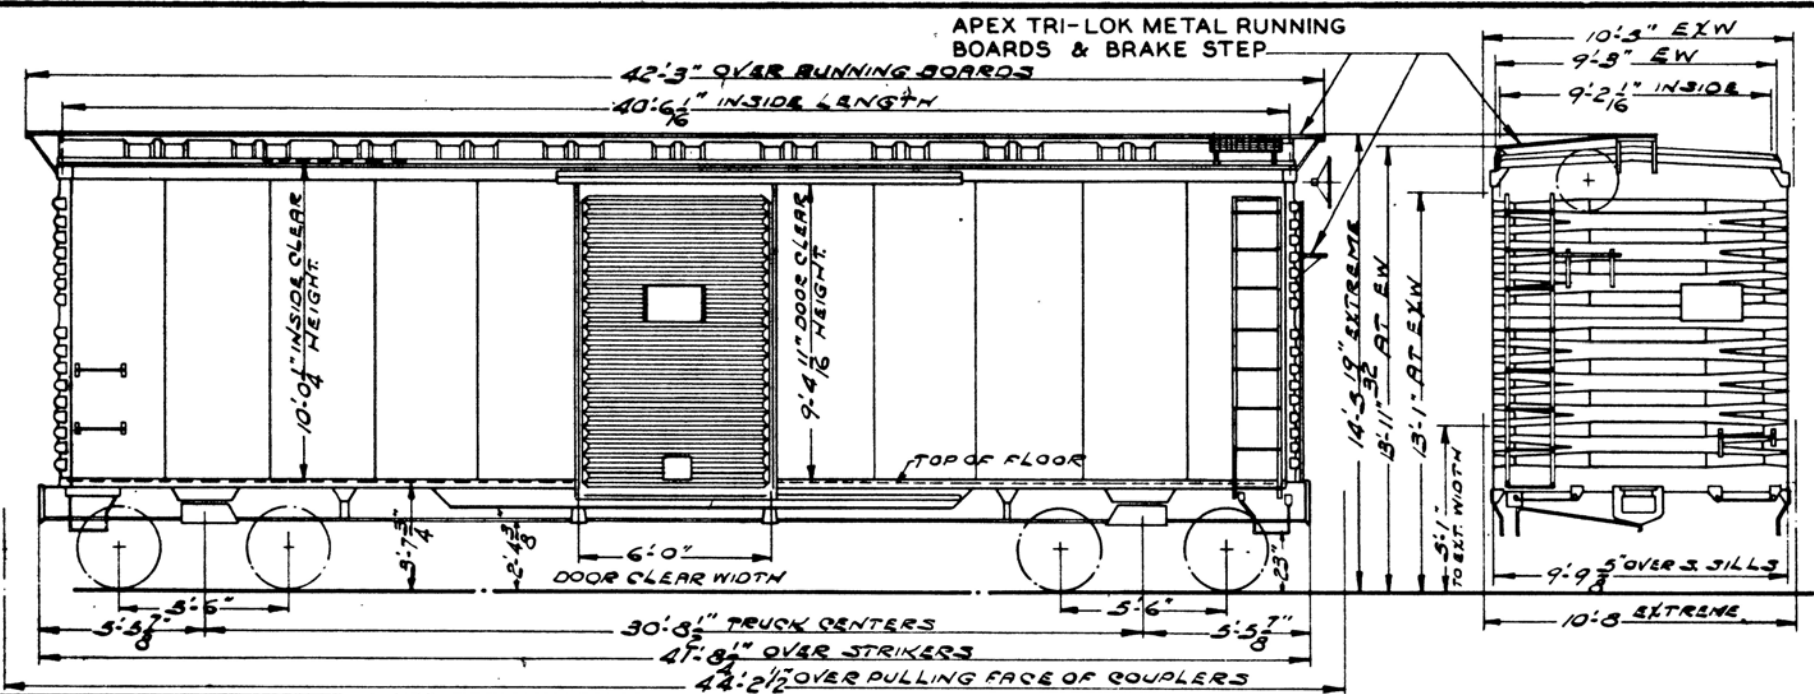 APEX TRI-LOK METAL RUNNING
BOARDS & BRAKE STEP
42'-3" OVER RUNNING BOARDS
40'-6 1/16" INSIDE LENGTH
10'-3" EXW
9'-3" EW
9'-2 1/16" INSIDE
10'-0 1/4" INSIDE CLEAR
HEIGHT.
9'-4 11/16" DOOR CLEAR
HEIGHT.
14'-3 19/32" EXTREME
13'-11" AT EW
13'-1" AT EXW
5'-1"
TO EXT. WIDTH
TOP OF FLOOR
3'-7 3/4"
2'-4 3/8"
6'-0"
DOOR CLEAR WIDTH
23"
9'-9 5/8" OVER S. SILLS
10'-8 EXTREME.
5'-6"
5'-6"
5'-5 7/8"
30'-8 1/2" TRUCK CENTERS
5'-5 7/8"
41'-8 1/4" OVER STRIKERS
44'-2 1/2" OVER PULLING FACE OF COUPLERS